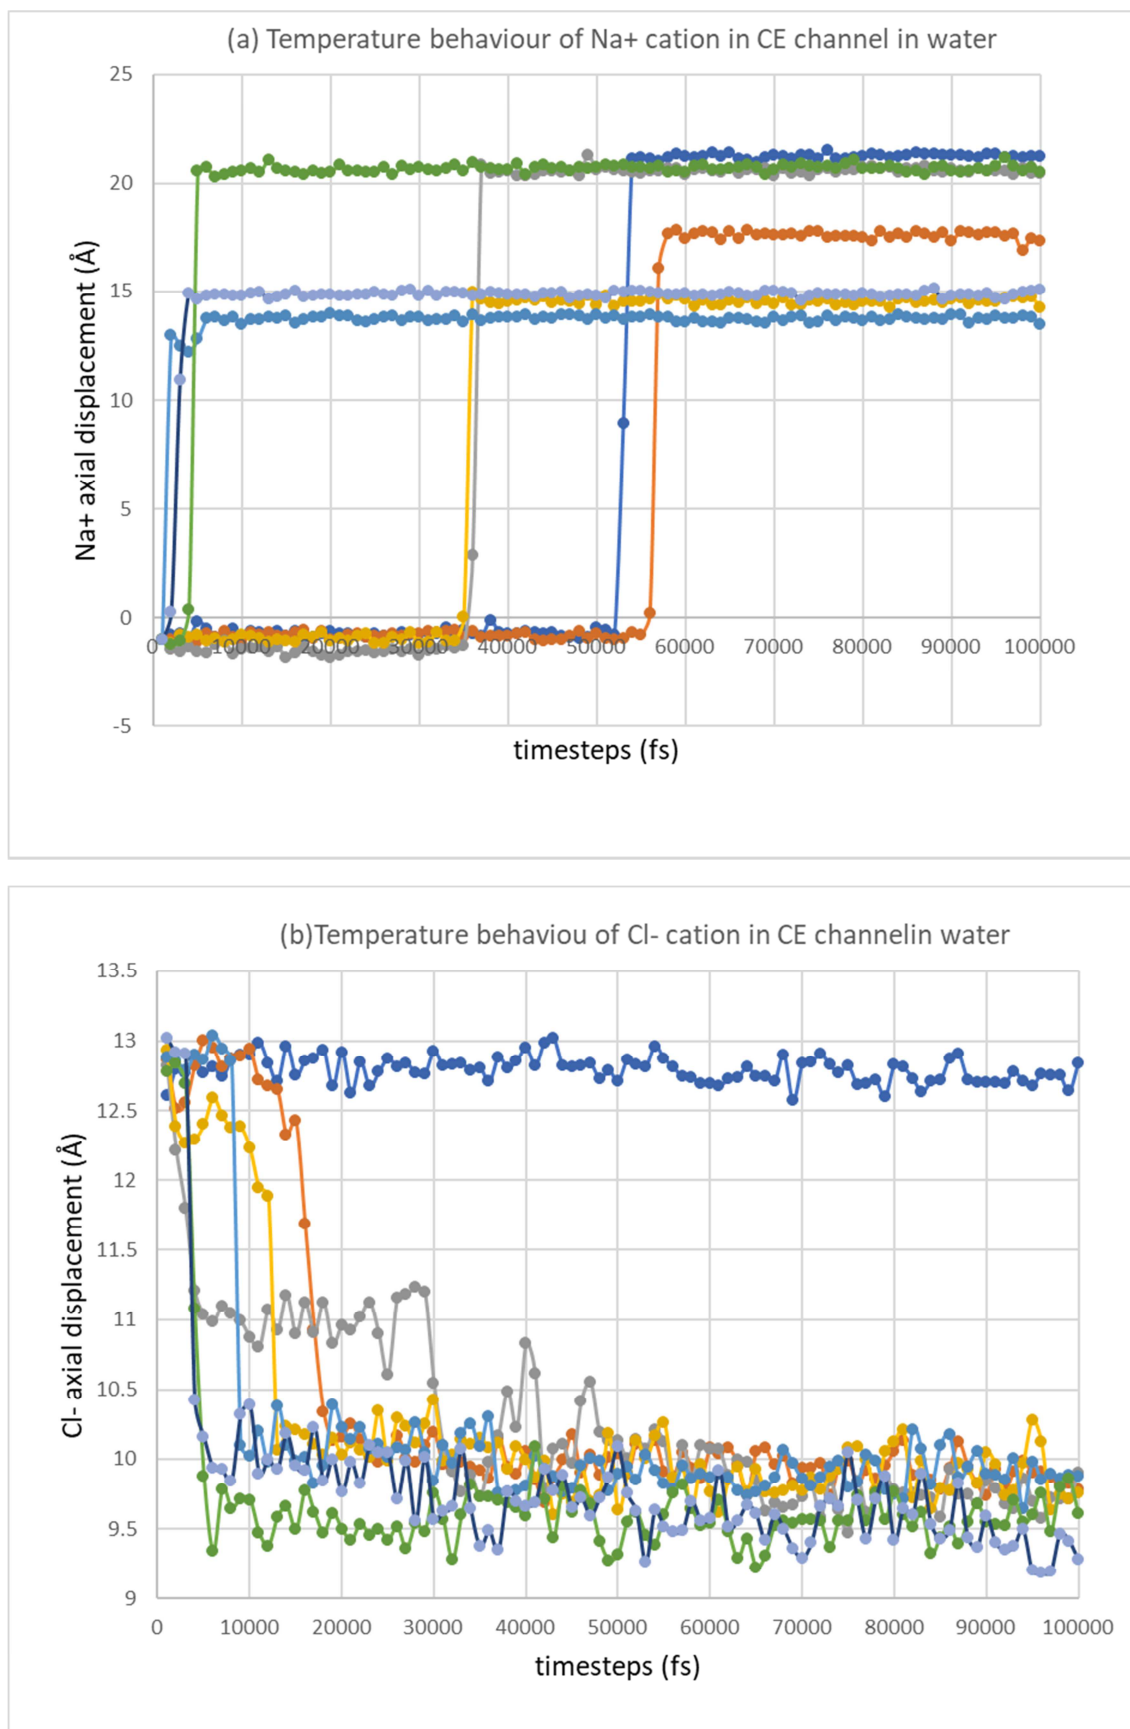 (a) Temperature behaviour of Na+ cation in CE channel in water
25
20
15
10
5
0
-5
Na+ axial displacement (Å)
0 10000 20000 30000 40000 50000 60000 70000 80000 90000 100000
timesteps (fs)
(b)Temperature behaviou of Cl- cation in CE channelin water
13.5
13
12.5
12
11.5
11
10.5
10
9.5
9
Cl- axial displacement (Å)
0 10000 20000 30000 40000 50000 60000 70000 80000 90000 100000
timesteps (fs)